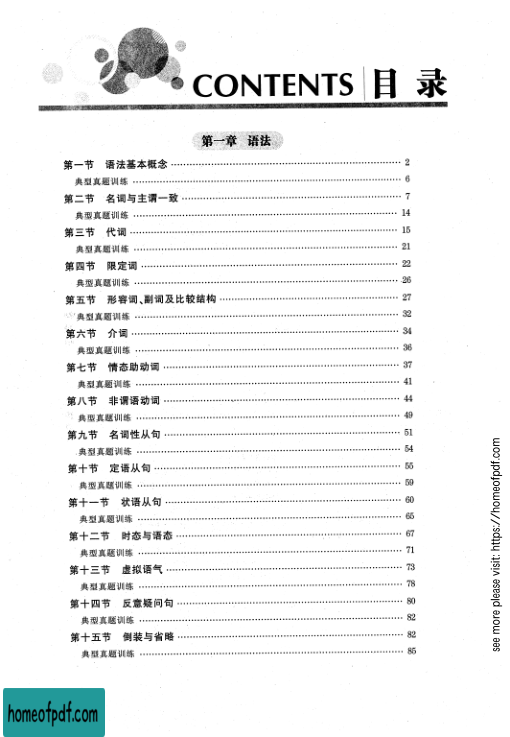 CONTENTS 目 录
第一章 语法
第一节 语法基本概念 2
典型真题训练 6
第二节 名词与主谓一致 7
典型真题训练 14
第三节 代词 15
典型真题训练 21
第四节 限定词 22
典型真题训练 26
第五节 形容词、副词及比较结构 27
典型真题训练 32
第六节 介词 34
典型真题训练 36
第七节 情态助动词 37
典型真题训练 41
第八节 非谓语动词 44
典型真题训练 49
第九节 名词性从句 51
典型真题训练 54
第十节 定语从句 55
典型真题训练 59
第十一节 状语从句 60
典型真题训练 65
第十二节 时态与语态 67
典型真题训练 71
第十三节 虚拟语气 73
典型真题训练 78
第十四节 反意疑问句 80
典型真题训练 82
第十五节 倒装与省略 82
典型真题训练 85
see more please visit: https://homeofpdf.com
homeofpdf.com